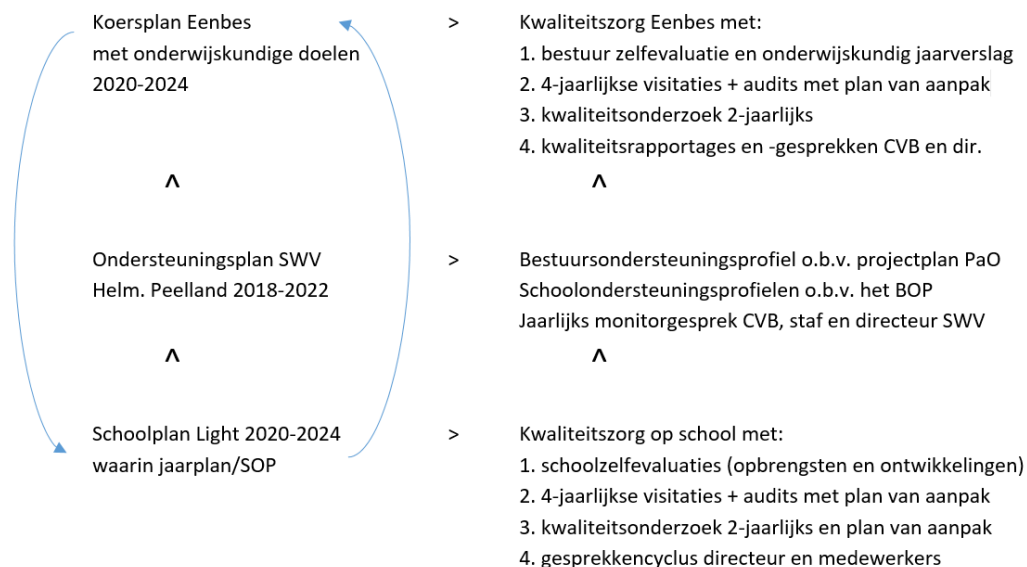 Koersplan Eenbes
met onderwijskundige doelen
2020-2024
>
Kwaliteitszorg Eenbes met:
1. bestuur zelfevaluatie en onderwijskundig jaarverslag
2. 4-jaarlijkse visitaties + audits met plan van aanpak
3. kwaliteitsonderzoek 2-jaarlijks
4. kwaliteitsrapportages en -gesprekken CVB en dir.
^
^
Ondersteuningsplan SWV
Helm. Peelland 2018-2022
>
Bestuursondersteuningsprofiel o.b.v. projectplan PaO
Schoolondersteuningsprofielen o.b.v. het BOP
Jaarlijks monitorgesprek CVB, staf en directeur SWV
^
^
Schoolplan Light 2020-2024
waarin jaarplan/SOP
>
Kwaliteitszorg op school met:
1. schoolzelfevaluaties (opbrengsten en ontwikkelingen)
2. 4-jaarlijkse visitaties + audits met plan van aanpak
3. kwaliteitsonderzoek 2-jaarlijks en plan van aanpak
4. gesprekkencyclus directeur en medewerkers